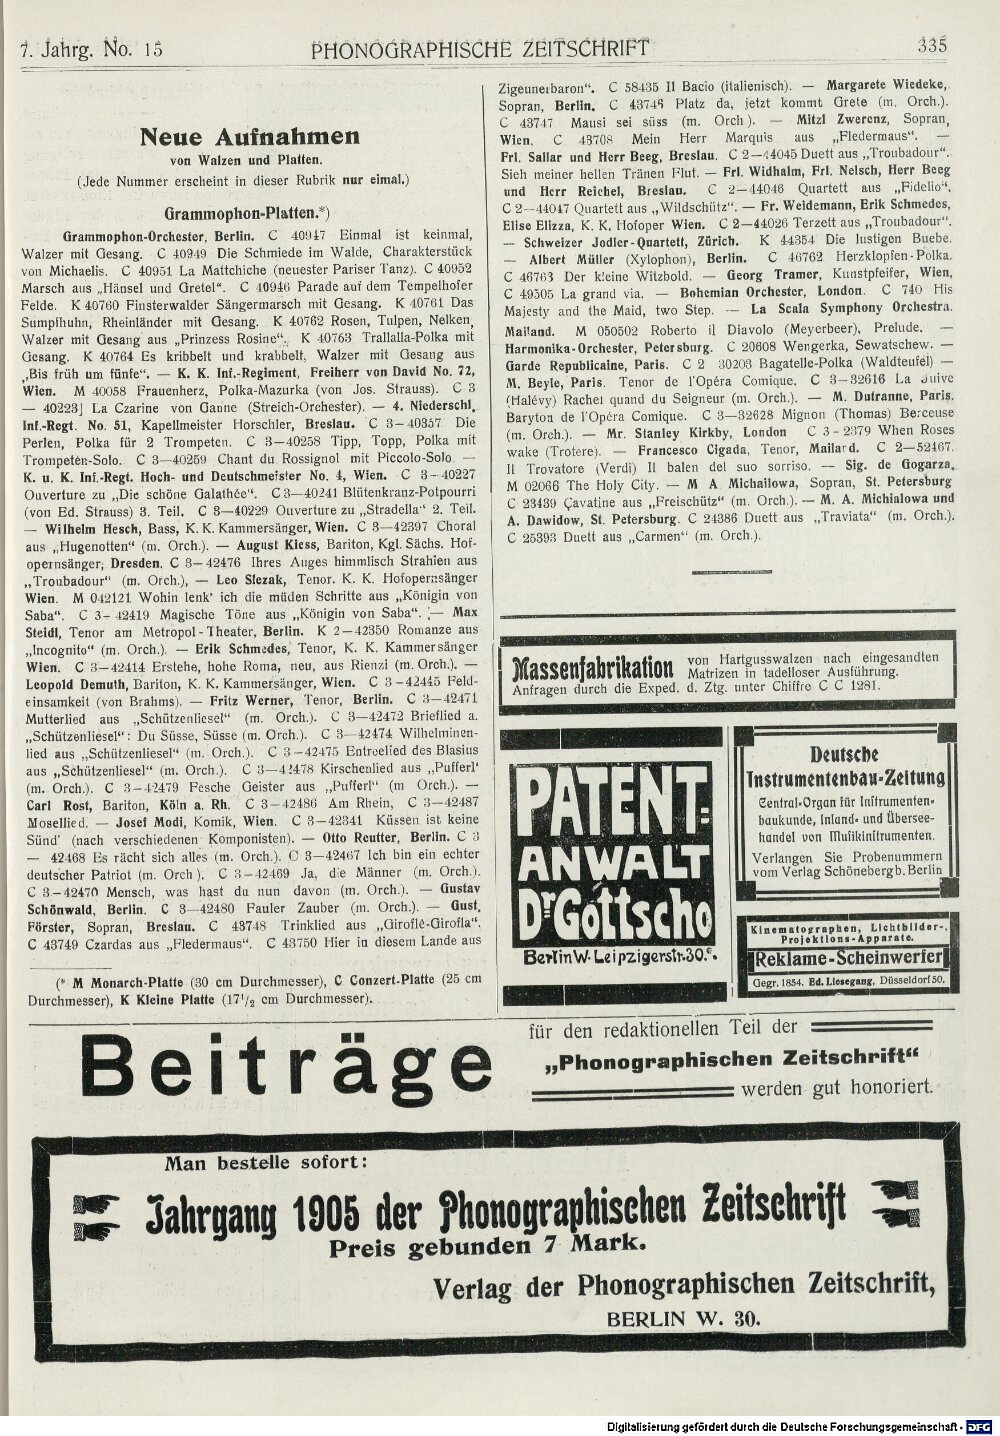 7. Jahrg. No. 15
PHONOGRAPHISCHE ZEITSCHRIFT
335
Neue Aufnahmen
von Walzen und Platten.
(Jede Nummer erscheint in dieser Rubrik nur eimal.)
Grammophon-Platten.*)
Grammophon-Orchester, Berlin. C 40947 Einmal ist keinmal,
Walzer mit Gesang. C 40949 Die Schmiede im Walde, Charakterstück
von Michaelis. C 40951 La Mattchiche (neuester Pariser Tanz). C 40952
Marsch aus „Hänsel und Gretel“. C 40946 Parade auf dem Tempelhofer
Felde. K 40760 Finsterwalder Sängermarsch mit Gesang. K 40761 Das
Sumpfhuhn, Rheinländer mit Gesang. K 40762 Rosen, Tulpen, Nelken,
Walzer mit Gesang aus „Prinzess Rosine“. K 40763 Trallalla-Polka mit
Gesang. K 40764 Es kribbelt und krabbelt, Walzer mit Gesang aus
„Bis früh um fünfe“. — K. K. Inf.-Regiment, Freiherr von David No. 72,
Wien. M 40058 Frauenherz, Polka-Mazurka (von Jos. Strauss). C 3
— 40223] La Czarine von Ganne (Streich-Orchester). — 4. Niederschl.
Inf.-Regt. No. 51, Kapellmeister Horschler, Breslau. C 3—40357 Die
Perlen, Polka für 2 Trompeten. C 3—40258 Tipp, Topp, Polka mit
Trompeten-Solo. C 3—40259 Chant du Rossignol mit Piccolo-Solo —
K. u. K. Inf.-Regt. Hoch- und Deutschmeister No. 4, Wien. C 3—40227
Ouverture zu „Die schöne Galathée“. C 3—40241 Blütenkranz-Potpourri
(von Ed. Strauss) 3. Teil. C 3—40229 Ouverture zu „Stradella“ 2. Teil.
— Wilhelm Hesch, Bass, K. K. Kammersänger, Wien. C 3—42397 Choral
aus „Hugenotten“ (m. Orch.). — August Kiess, Bariton, Kgl. Sächs. Hof-
opernsänger, Dresden. C 3—42476 Ihres Auges himmlisch Strahlen aus
„Troubadour“ (m. Orch.), — Leo Slezak, Tenor. K. K. Hofopernsänger
Wien. M 042121 Wohin lenk' ich die müden Schritte aus „Königin von
Saba“. C 3—42419 Magische Töne aus „Königin von Saba“. — Max
Steidl, Tenor am Metropol-Theater, Berlin. K 2—42350 Romanze aus
„Incognito“ (m. Orch.). — Erik Schmedes, Tenor, K. K. Kammersänger
Wien. C 3—42414 Erstehe, hohe Roma, neu, aus Rienzi (m. Orch.). —
Leopold Demuth, Bariton, K. K. Kammersänger, Wien. C 3—42445 Feld-
einsamkeit (von Brahms). — Fritz Werner, Tenor, Berlin. C 3—42471
Mutterlied aus „Schützenliesel“ (m. Orch.). C 3—42472 Brieflied a.
„Schützenliesel“: Du Süsse, Süsse (m. Orch.). C 3—42474 Wilhelminen-
lied aus „Schützenliesel“ (m. Orch.). C 3—42475 Entreelied des Blasius
aus „Schützenliesel“ (m. Orch.). C 3—42478 Kirschenlied aus „Pufferl“
(m. Orch.). C 3—42479 Fesche Geister aus „Pufferl“ (m Orch.). —
Carl Rost, Bariton, Köln a. Rh. C 3—42486 Am Rhein, C 3—42487
Mosellied. — Josef Modi, Komik, Wien. C 3—42341 Küssen ist keine
Sünd' (nach verschiedenen Komponisten). — Otto Reutter, Berlin. C 3
— 42468 Es rächt sich alles (m. Orch.). C 3—42467 Ich bin ein echter
deutscher Patriot (m Orch ). C 3—42469 Ja, die Männer (m. Orch.).
C 3—42470 Mensch, was hast du nun davon (m. Orch.). — Gustav
Schönwald, Berlin. C 3—42480 Fauler Zauber (m. Orch.). — Gust.
Förster, Sopran, Breslau. C 43748 Trinklied aus „Giroflé-Girofla“.
C 43749 Czardas aus „Fledermaus“. C 43750 Hier in diesem Lande aus
(* M Monarch-Platte (30 cm Durchmesser), C Conzert-Platte (25 cm
Durchmesser), K Kleine Platte (17½ cm Durchmesser).
Zigeunerbaron“. C 58435 Il Bacio (italienisch). — Margarete Wiedeke,
Sopran, Berlin. C 43746 Platz da, jetzt kommt Grete (m. Orch.).
C 43747 Mausi sei süss (m. Orch ). — Mitzl Zwerenz, Sopran,
Wien. C 43708 Mein Herr Marquis aus „Fledermaus“. —
Frl. Sallar und Herr Beeg, Breslau. C 2—44045 Duett aus „Troubadour“.
Sieh meiner hellen Tränen Flut. — Frl. Widhalm, Frl. Nelsch, Herr Beeg
und Herr Reichel, Breslau. C 2—44046 Quartett aus „Fidelio“.
C 2—44047 Quartett aus „Wildschütz“. — Fr. Weidemann, Erik Schmedes,
Elise Elizza, K. K. Hofoper Wien. C 2—44026 Terzett aus „Troubadour“.
— Schweizer Jodler-Quartett, Zürich. K 44354 Die lustigen Buebe.
— Albert Müller (Xylophon), Berlin. C 46762 Herzklopfen-Polka.
C 46763 Der kleine Witzbold. — Georg Tramer, Kunstpfeifer, Wien,
C 49505 La grand via. — Bohemian Orchester, London. C 740 His
Majesty and the Maid, two Step. — La Scala Symphony Orchestra.
Mailand. M 050502 Roberto il Diavolo (Meyerbeer), Prelude. —
Harmonika-Orchester, Petersburg. C 20608 Wengerka, Sewatschew. —
Garde Republicaine, Paris. C 2 30203 Bagatelle-Polka (Waldteufel) —
M. Beyle, Paris. Tenor de l'Opéra Comique. C 3—32616 La Juive
(Halévy) Rachel quand du Seigneur (m. Orch.). — M. Dufranne, Paris.
Baryton de l'Opéra Comique. C 3—32628 Mignon (Thomas) Berceuse
(m. Orch.). — Mr. Stanley Kirkby, London C 3-2379 When Roses
wake (Trotere). — Francesco Cigada, Tenor, Mailard. C 2—52467.
Il Trovatore (Verdi) Il balen del suo sorriso. — Sig. de Gogarza,
M 02066 The Holy City. — M A Michailowa, Sopran, St. Petersburg
C 23489 Çavatine aus „Freischütz“ (m. Orch.). — M. A. Michialowa und
A. Dawidow, St. Petersburg. C 24386 Duett aus „Traviata“ (m. Orch.).
C 25393 Duett aus „Carmen“ (m. Orch.).
Massenfabrikation von Hartgusswalzen nach eingesandten
Matrizen in tadelloser Ausführung.
Anfragen durch die Exped. d. Ztg. unter Chiffre C C 1281.
PATENT-
ANWALT
Dr Gottscho
Berlin W. Leipzigerstr. 30.
Deutsche
Instrumentenbau-Zeitung
Central-Organ für Instrumenten-
baukunde, Inland- und Übersee-
handel von Musikinstrumenten.
Verlangen Sie Probenummern
vom Verlag Schöneberg b. Berlin
Kinematographen, Lichtbilder-,
Projektions-Apparate.
Reklame-Scheinwerfer
Gegr. 1854. Ed. Liesegang, Düsseldorf 50.
Beiträge
für den redaktionellen Teil der
„Phonographischen Zeitschrift“
werden gut honoriert.
Man bestelle sofort:
Jahrgang 1905 der Phonographischen Zeitschrift
Preis gebunden 7 Mark.
Verlag der Phonographischen Zeitschrift,
BERLIN W. 30.
Digitalisierung gefördert durch die Deutsche Forschungsgemeinschaft - DFG